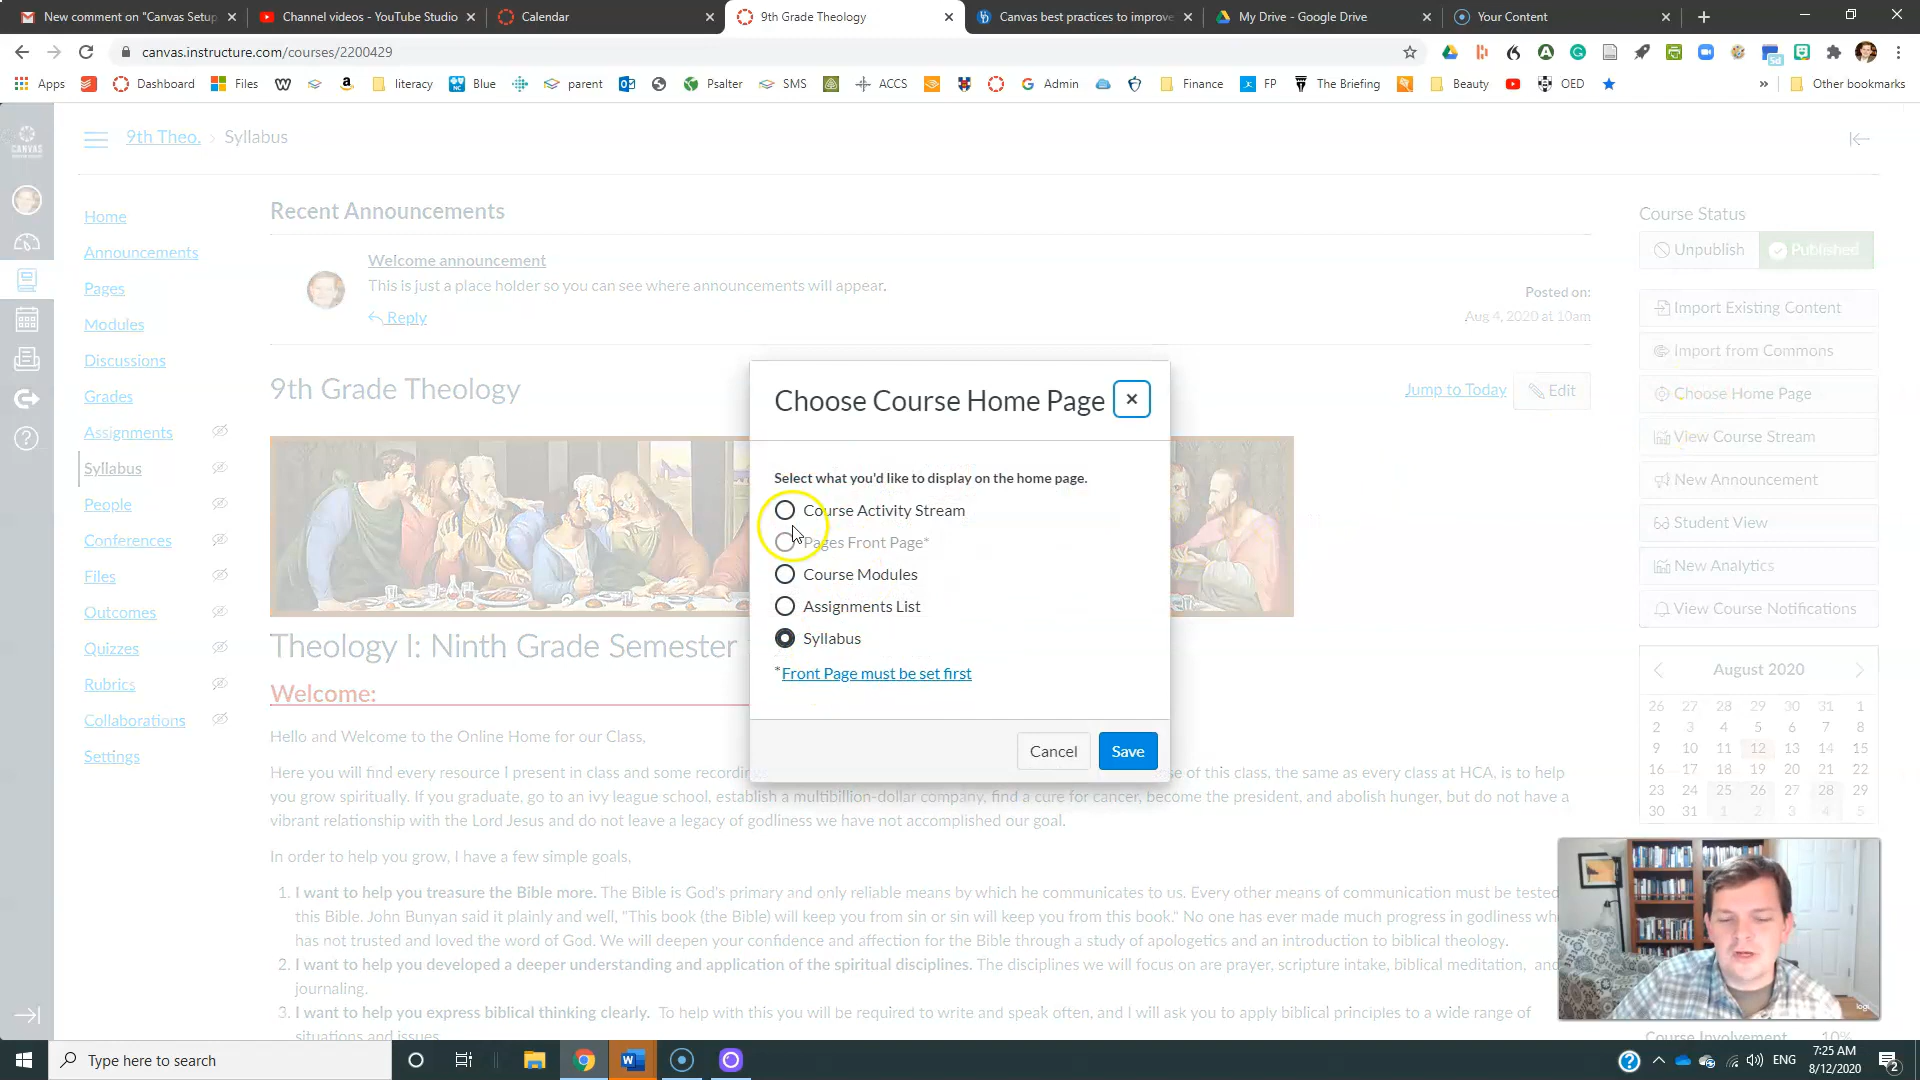 New comment on "Canvas Setup
Channel videos - YouTube Studio
Calendar
9th Grade Theology
Canvas best practices to improve
My Drive - Google Drive
Your Content
canvas.instructure.com/courses/2200429
Apps
Dashboard
Files
literacy
Blue
parent
Psalter
SMS
ACCS
Admin
Finance
FP
The Briefing
Beauty
OED
»
Other bookmarks
CANVAS
9th Theo. › Syllabus
Home
Announcements
Pages
Modules
Discussions
Grades
Assignments
Syllabus
People
Conferences
Files
Outcomes
Quizzes
Rubrics
Collaborations
Settings
Recent Announcements
Welcome announcement
This is just a place holder so you can see where announcements will appear.
Reply
Posted on:
Aug 4, 2020 at 10am
9th Grade Theology
Jump to Today
Edit
Theology I: Ninth Grade Semester
Welcome:
Hello and Welcome to the Online Home for our Class,
Here you will find every resource I present in class and some recordin
se of this class, the same as every class at HCA, is to help
you grow spiritually. If you graduate, go to an ivy league school, establish a multibillion-dollar company, find a cure for cancer, become the president, and abolish hunger, but do not have a
vibrant relationship with the Lord Jesus and do not leave a legacy of godliness we have not accomplished our goal.
In order to help you grow, I have a few simple goals,
1. I want to help you treasure the Bible more. The Bible is God's primary and only reliable means by which he communicates to us. Every other means of communication must be tested
this Bible. John Bunyan said it plainly and well, "This book (the Bible) will keep you from sin or sin will keep you from this book." No one has ever made much progress in godliness wh
has not trusted and loved the word of God. We will deepen your confidence and affection for the Bible through a study of apologetics and an introduction to biblical theology.
2. I want to help you developed a deeper understanding and application of the spiritual disciplines. The disciplines we will focus on are prayer, scripture intake, biblical meditation, and
journaling.
3. I want to help you express biblical thinking clearly. To help with this you will be required to write and speak often, and I will ask you to apply biblical principles to a wide range of
situations and issues.
Choose Course Home Page
Select what you'd like to display on the home page.
Course Activity Stream
Pages Front Page*
Course Modules
Assignments List
Syllabus
*Front Page must be set first
Cancel
Save
Course Status
Unpublish
Published
Import Existing Content
Import from Commons
Choose Home Page
View Course Stream
New Announcement
Student View
New Analytics
View Course Notifications
August 2020
26 27 28 29 30 31 1
2 3 4 5 6 7 8
9 10 11 12 13 14 15
16 17 18 19 20 21 22
23 24 25 26 27 28 29
30 31 1 2 3 4 5
Course Involvement 10%
logi
Type here to search
ENG
7:25 AM
8/12/2020
2